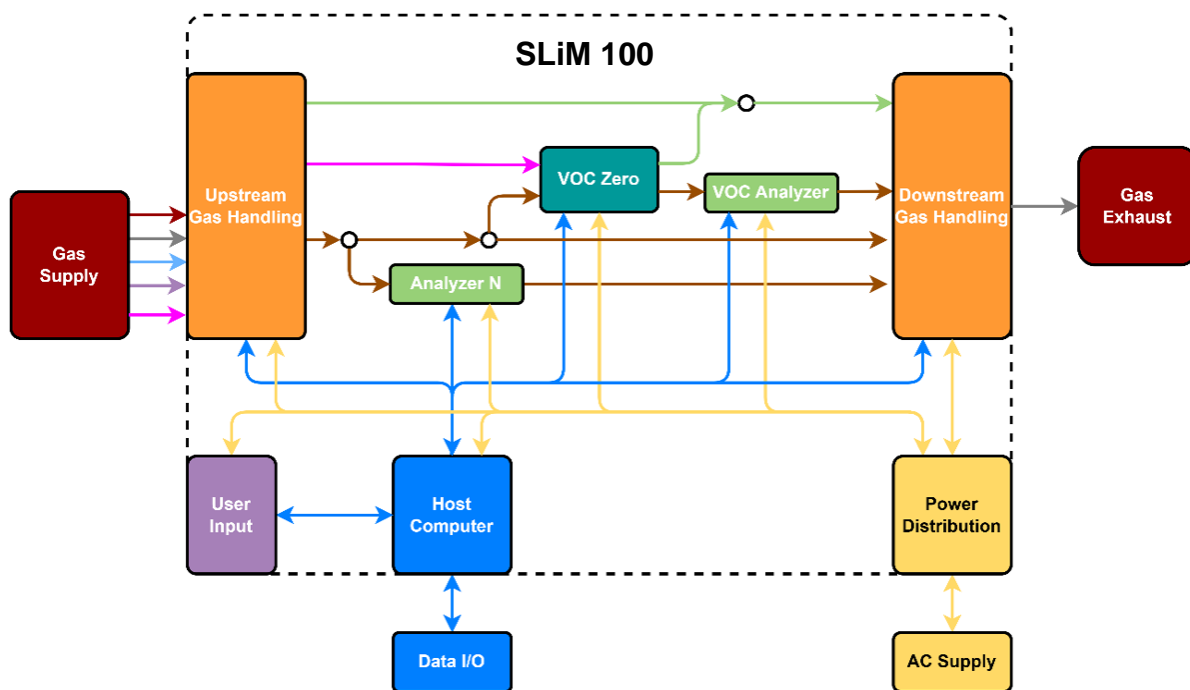 SLiM 100
Upstream
Gas Handling
VOC Zero
VOC Analyzer
Downstream
Gas Handling
Gas
Exhaust
Gas
Supply
Analyzer N
User
Input
Host
Computer
Power
Distribution
Data I/O
AC Supply